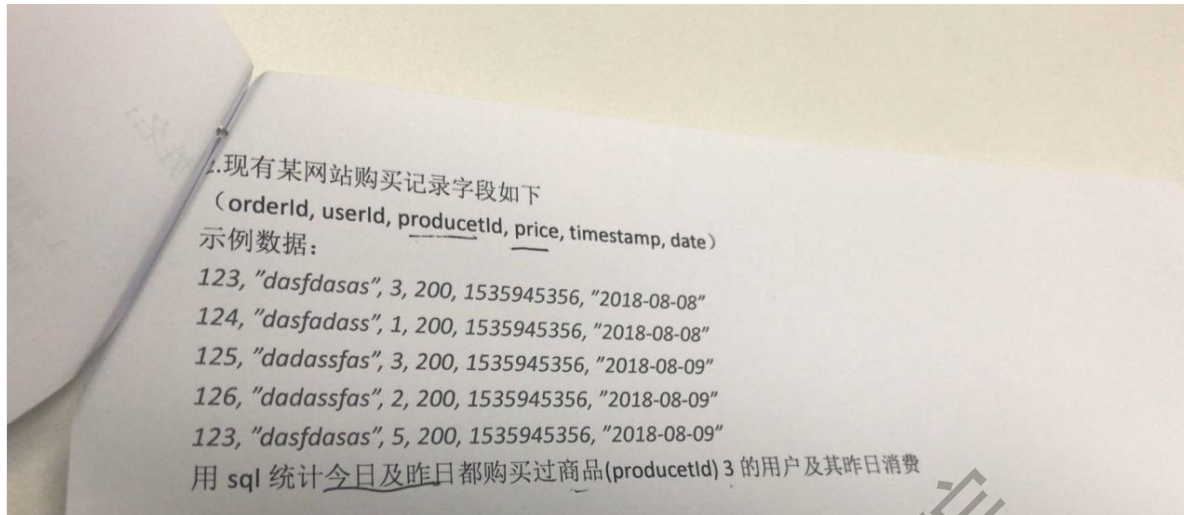 .现有某网站购买记录字段如下
（orderId, userId, producetId, price, timestamp, date）
示例数据：
123, "dasfdasas", 3, 200, 1535945356, "2018-08-08"
124, "dasfadass", 1, 200, 1535945356, "2018-08-08"
125, "dadassfas", 3, 200, 1535945356, "2018-08-09"
126, "dadassfas", 2, 200, 1535945356, "2018-08-09"
123, "dasfdasas", 5, 200, 1535945356, "2018-08-09"
用 sql 统计今日及昨日都购买过商品(producetId) 3 的用户及其昨日消费